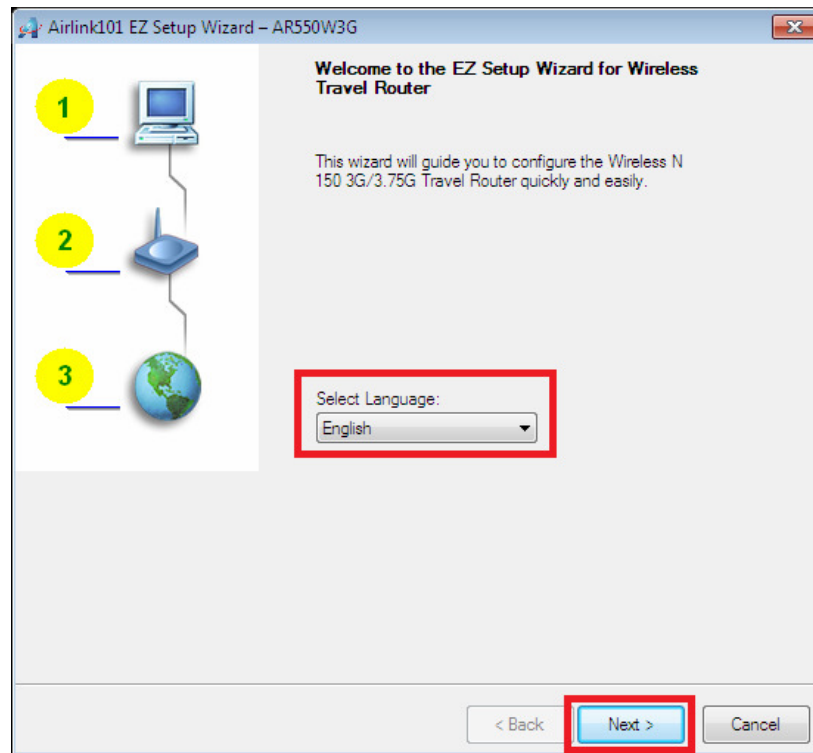 Airlink101 EZ Setup Wizard – AR550W3G
Welcome to the EZ Setup Wizard for Wireless
Travel Router
1
This wizard will guide you to configure the Wireless N
150 3G/3.75G Travel Router quickly and easily.
2
3
Select Language:
English
< Back
Next >
Cancel